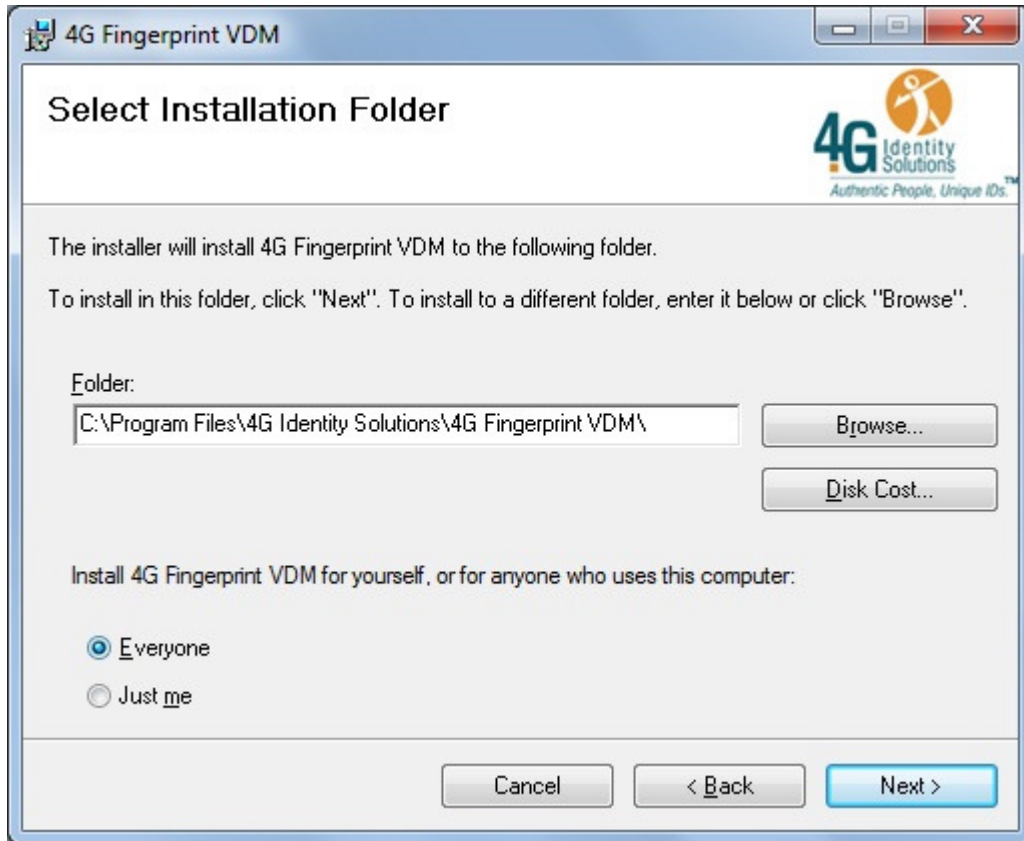 4G Fingerprint VDM
Select Installation Folder
4G Identity
Solutions
Authentic People, Unique IDs.™
The installer will install 4G Fingerprint VDM to the following folder.
To install in this folder, click "Next". To install to a different folder, enter it below or click "Browse".
Folder:
C:\Program Files\4G Identity Solutions\4G Fingerprint VDM\
Browse...
Disk Cost...
Install 4G Fingerprint VDM for yourself, or for anyone who uses this computer:
Everyone
Just me
Cancel < Back Next >